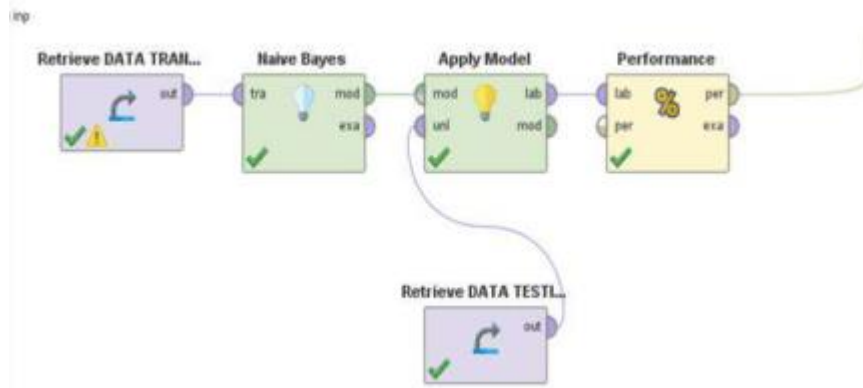 inp
Retrieve DATA TRAN...
out
Naive Bayes
tra
mod
exa
Apply Model
mod
lab
uni
mod
Performance
%
lab
per
per
exa
Retrieve DATA TESTI...
out